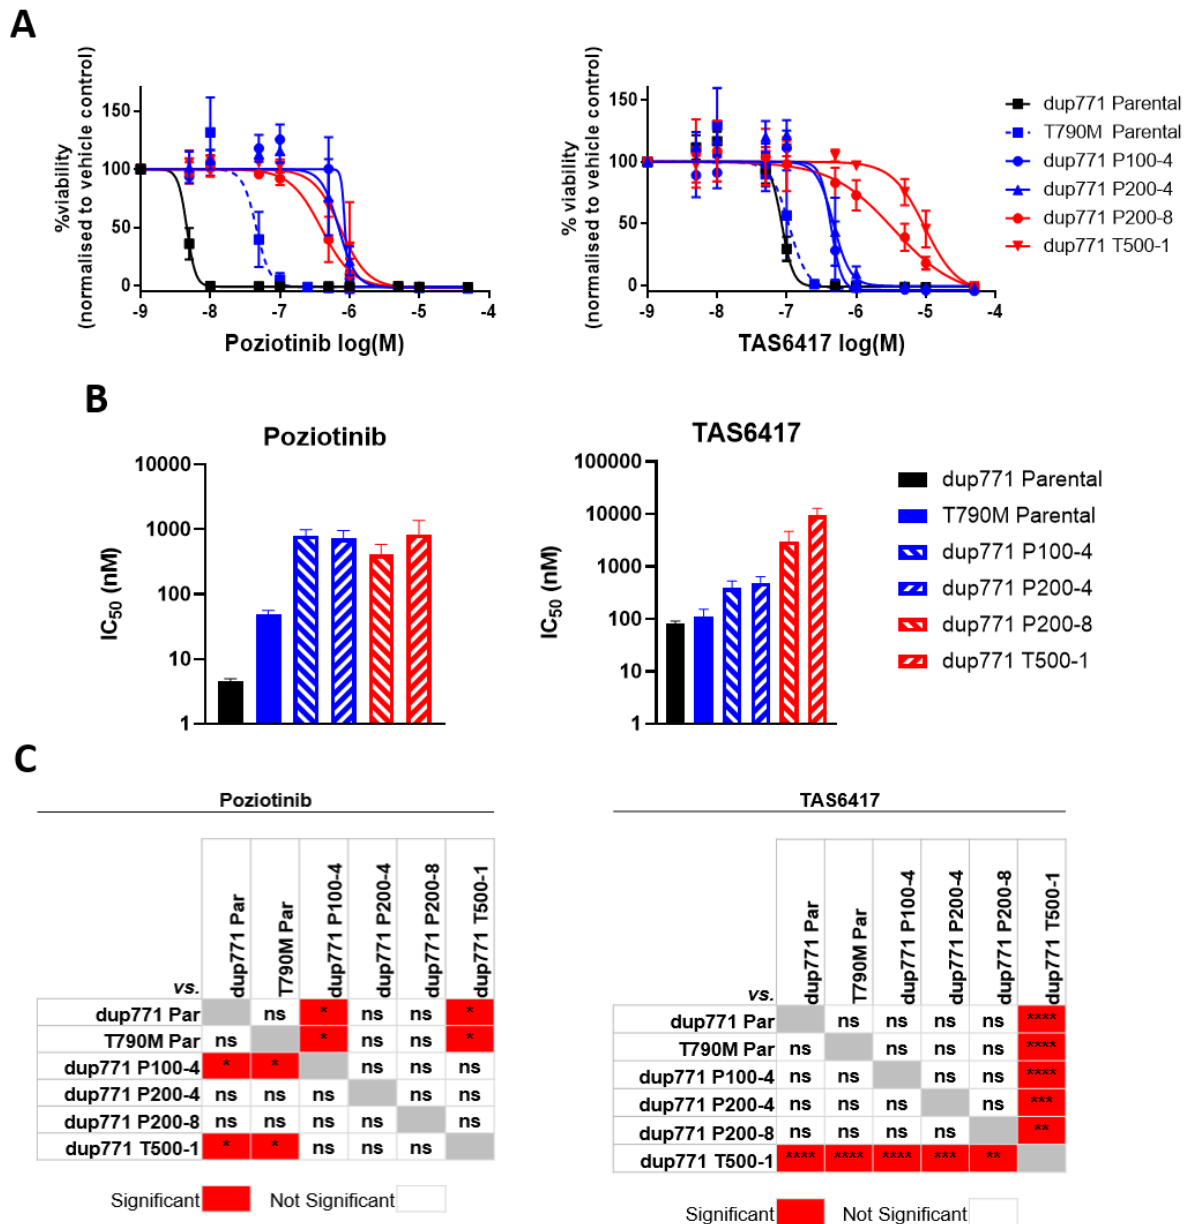 A
%viability
(normalised to vehicle control)
150
100
50
0
-9 -8 -7 -6 -5 -4
Poziotinib log(M)
% viability
(normalised to vehicle control)
150
100
50
0
-9 -8 -7 -6 -5 -4
TAS6417 log(M)
dup771 Parental
T790M Parental
dup771 P100-4
dup771 P200-4
dup771 P200-8
dup771 T500-1
B
Poziotinib
IC50 (nM)
10000
1000
100
10
1
TAS6417
IC50 (nM)
100000
10000
1000
100
10
1
dup771 Parental
T790M Parental
dup771 P100-4
dup771 P200-4
dup771 P200-8
dup771 T500-1
C
Poziotinib
vs. dup771 Par T790M Par dup771 P100-4 dup771 P200-4 dup771 P200-8 dup771 T500-1
dup771 Par ns * ns ns *
T790M Par ns * ns ns *
dup771 P100-4 * * ns ns ns
dup771 P200-4 ns ns ns ns ns
dup771 P200-8 ns ns ns ns ns
dup771 T500-1 * * ns ns ns
Significant Not Significant
TAS6417
vs. dup771 Par T790M Par dup771 P100-4 dup771 P200-4 dup771 P200-8 dup771 T500-1
dup771 Par ns ns ns ns ****
T790M Par ns ns ns ns ****
dup771 P100-4 ns ns ns ns ****
dup771 P200-4 ns ns ns ns ***
dup771 P200-8 ns ns ns ns **
dup771 T500-1 **** **** **** *** **
Significant Not Significant